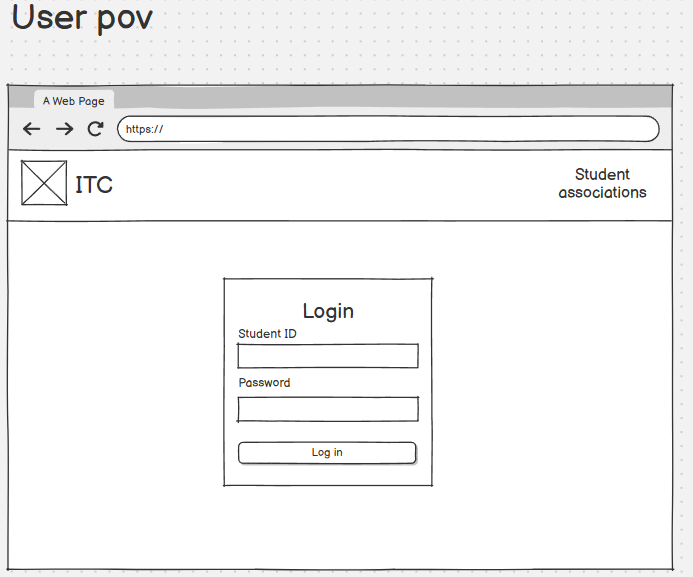 User pov
A Web Page
https://
ITC
Student
associations
Login
Student ID
Password
Log in